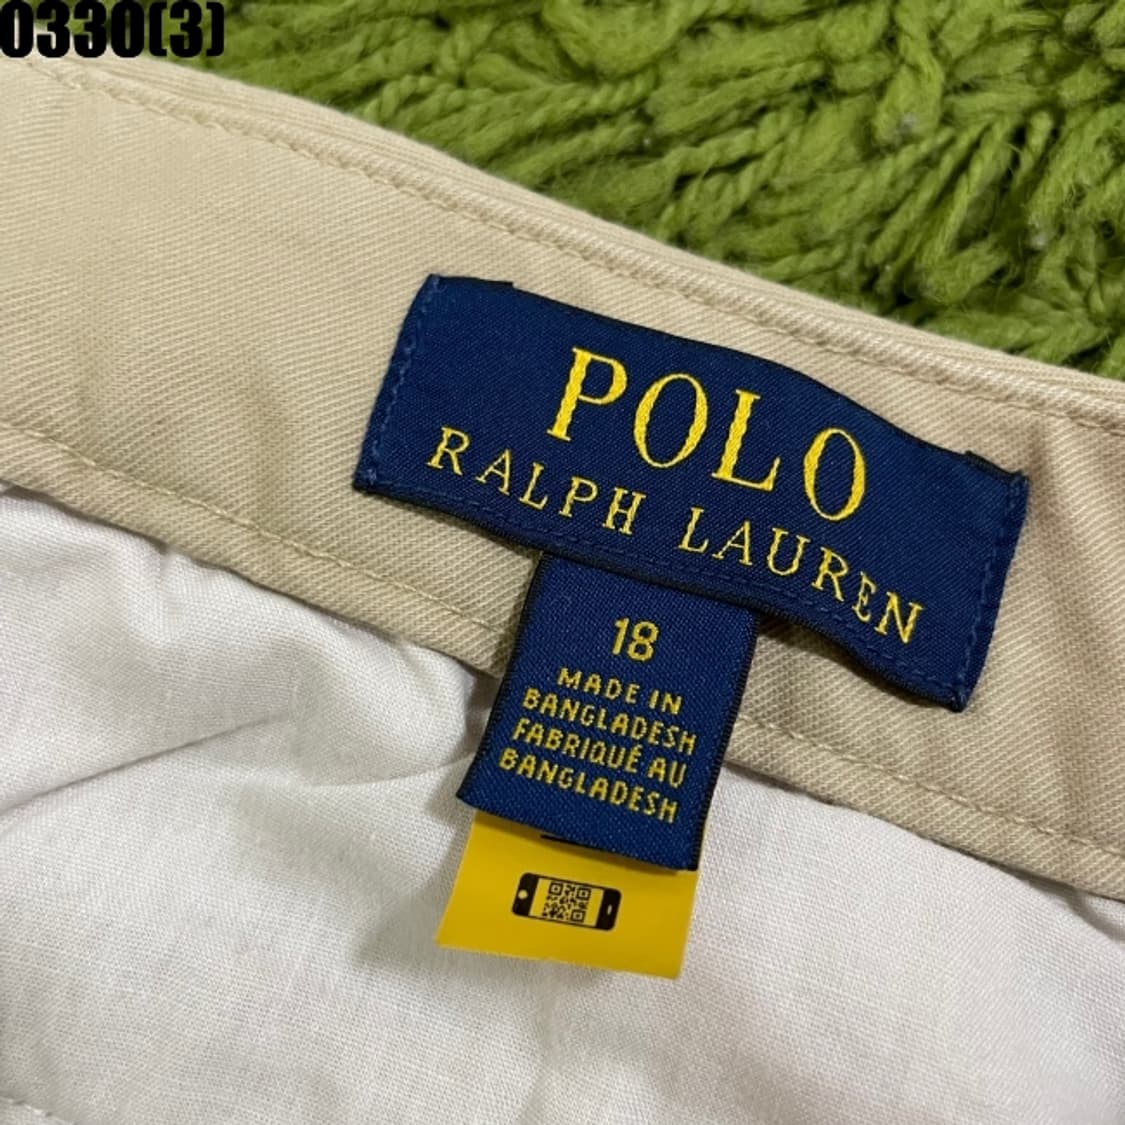 0330(3)
POLO
RALPH LAUREN
18
MADE IN
BANGLADESH
FABRIQUÉ AU
BANGLADESH